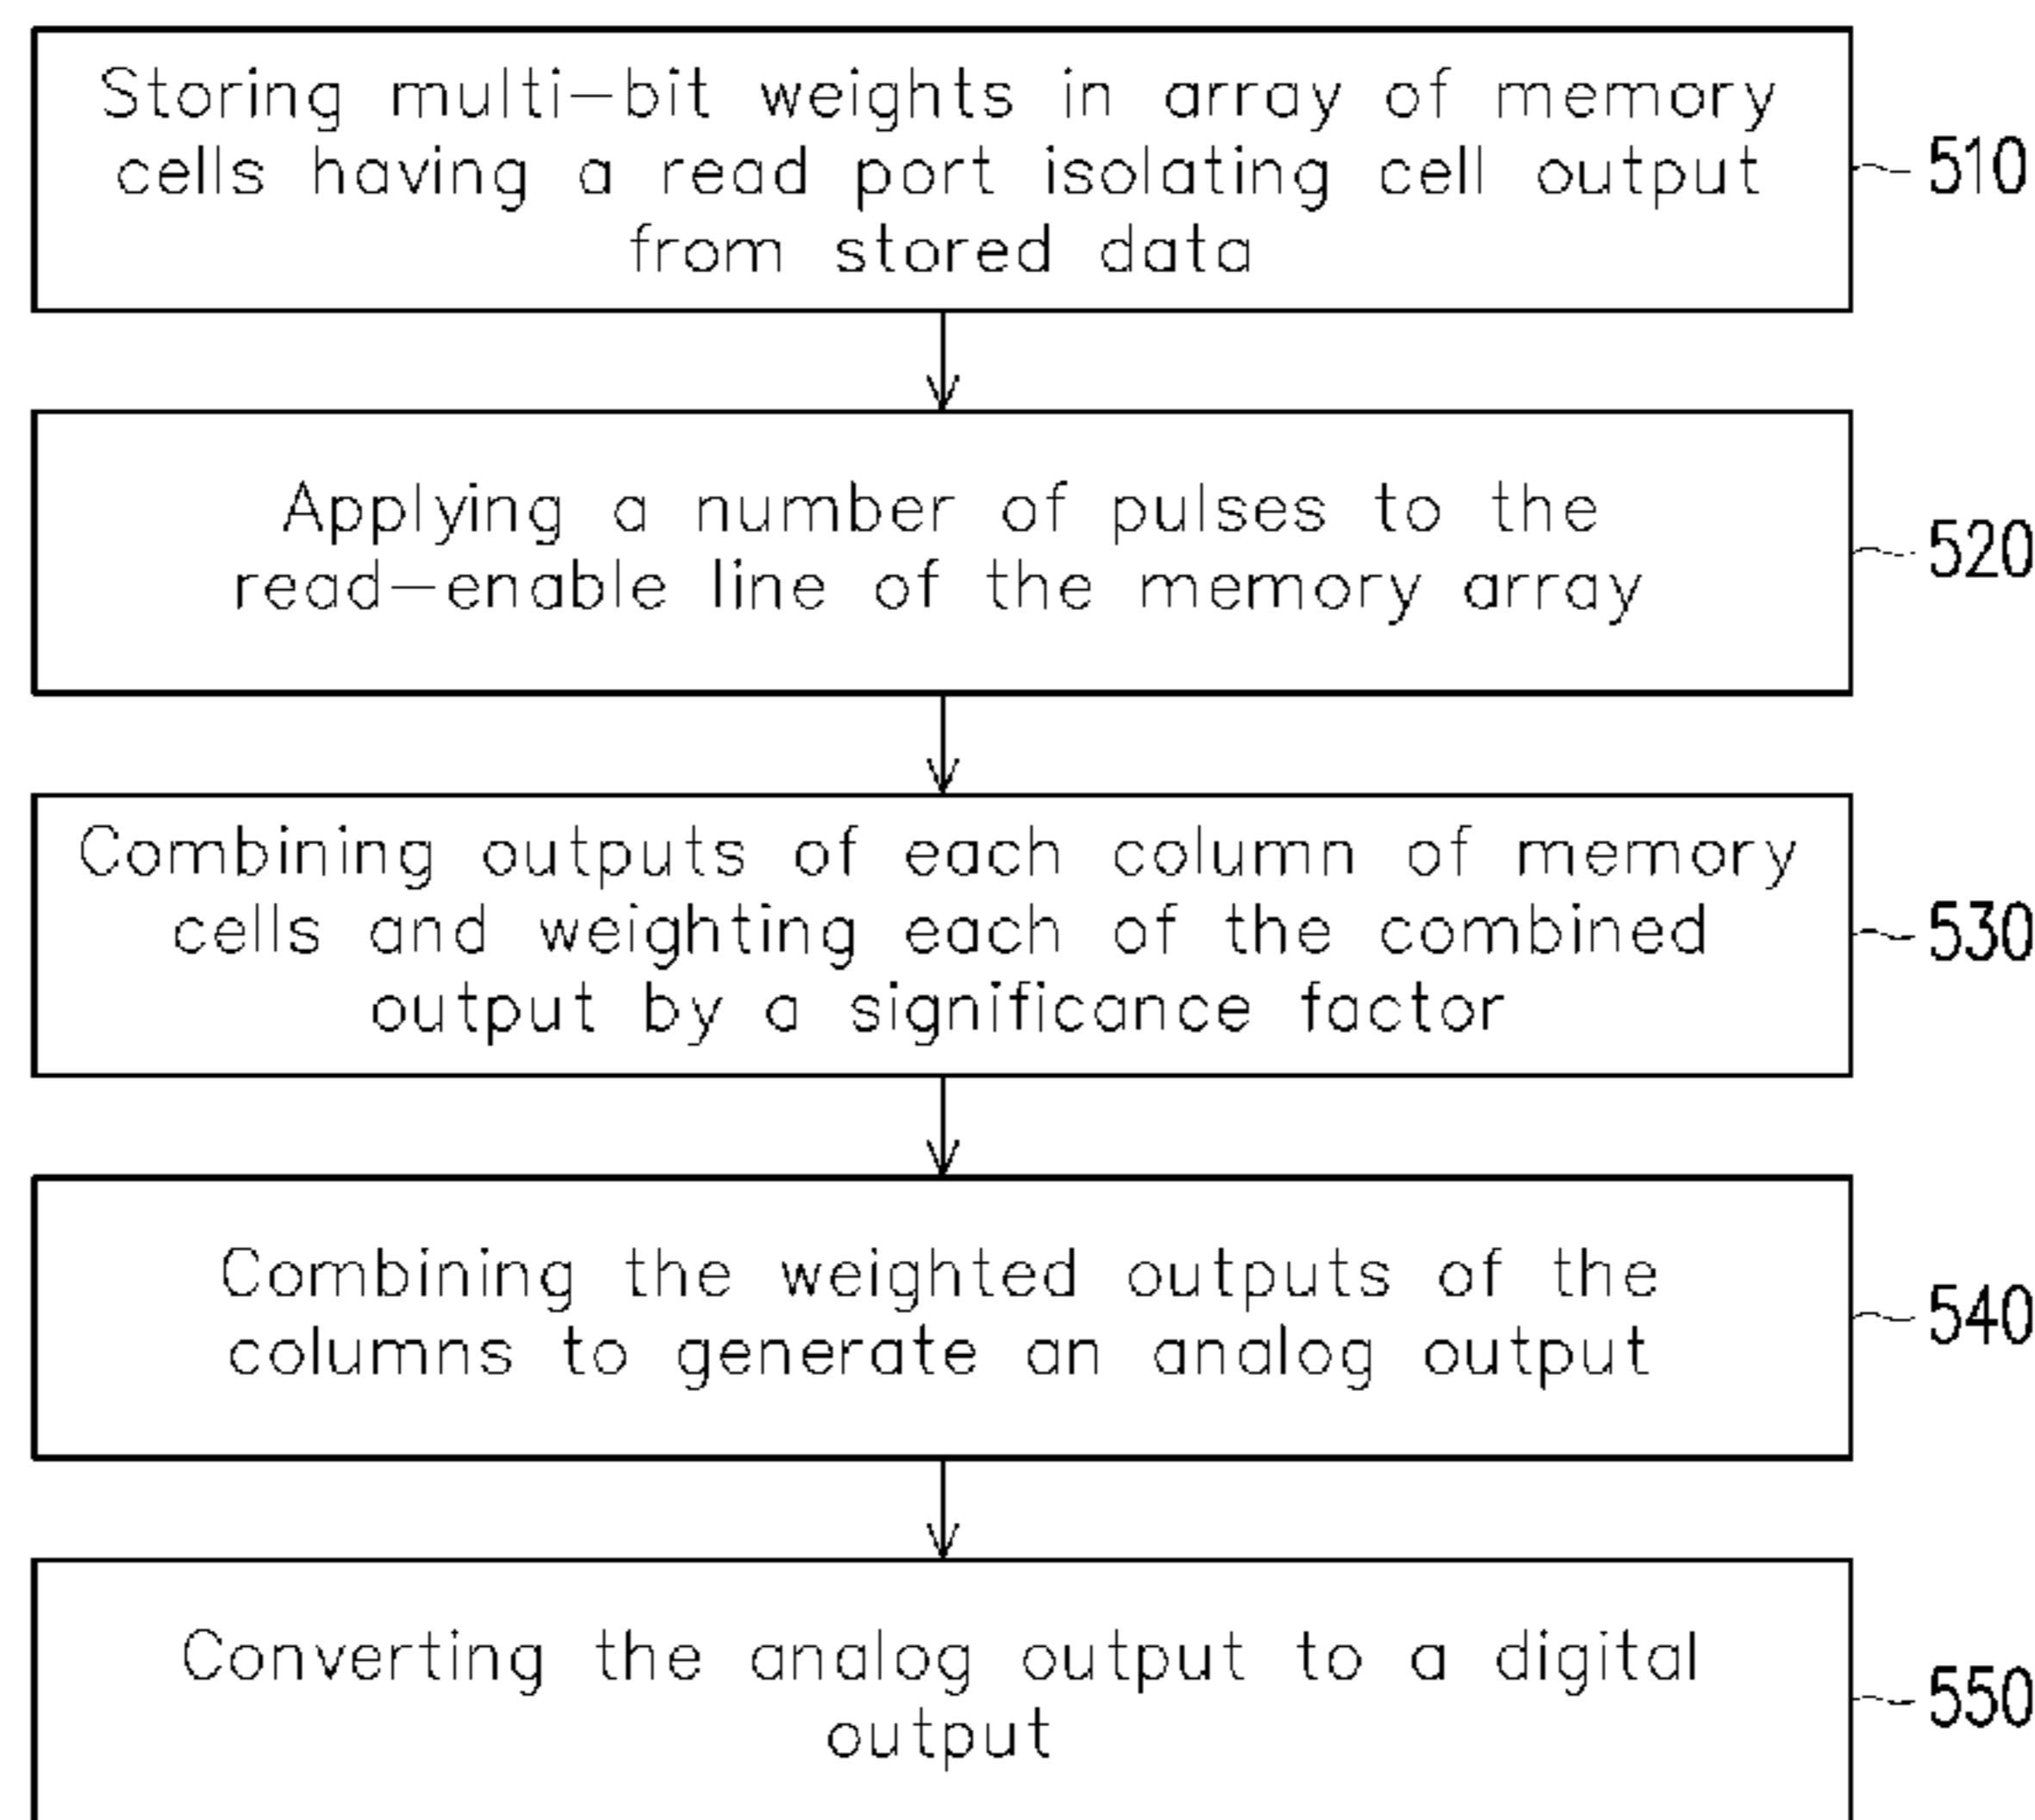 Storing multi-bit weights in array of memory
cells having a read port isolating cell output
from stored data
510
Applying a number of pulses to the
read-enable line of the memory array
520
Combining outputs of each column of memory
cells and weighting each of the combined
output by a significance factor
530
Combining the weighted outputs of the
columns to generate an analog output
540
Converting the analog output to a digital
output
550